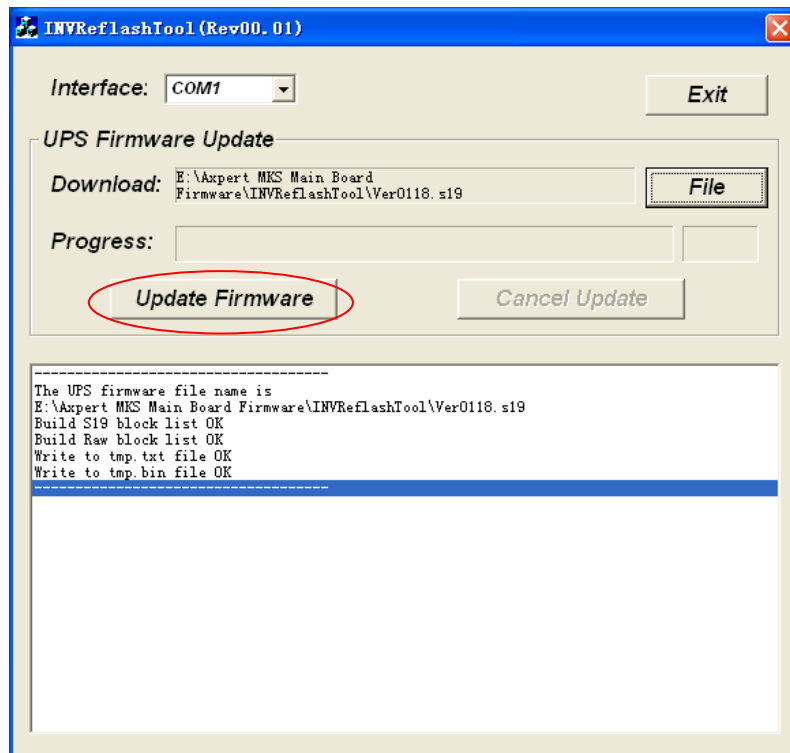 INVReflashTool(Rev00.01)
Interface: COM1
Exit
UPS Firmware Update
Download: E:\Axpert MKS Main Board
Firmware\INVReflashTool\Ver0118.s19
File
Progress:
Update Firmware
Cancel Update
------------------------------------
The UPS firmware file name is
E:\Axpert MKS Main Board Firmware\INVReflashTool\Ver0118.s19
Build S19 block list OK
Build Raw block list OK
Write to tmp.txt file OK
Write to tmp.bin file OK
------------------------------------